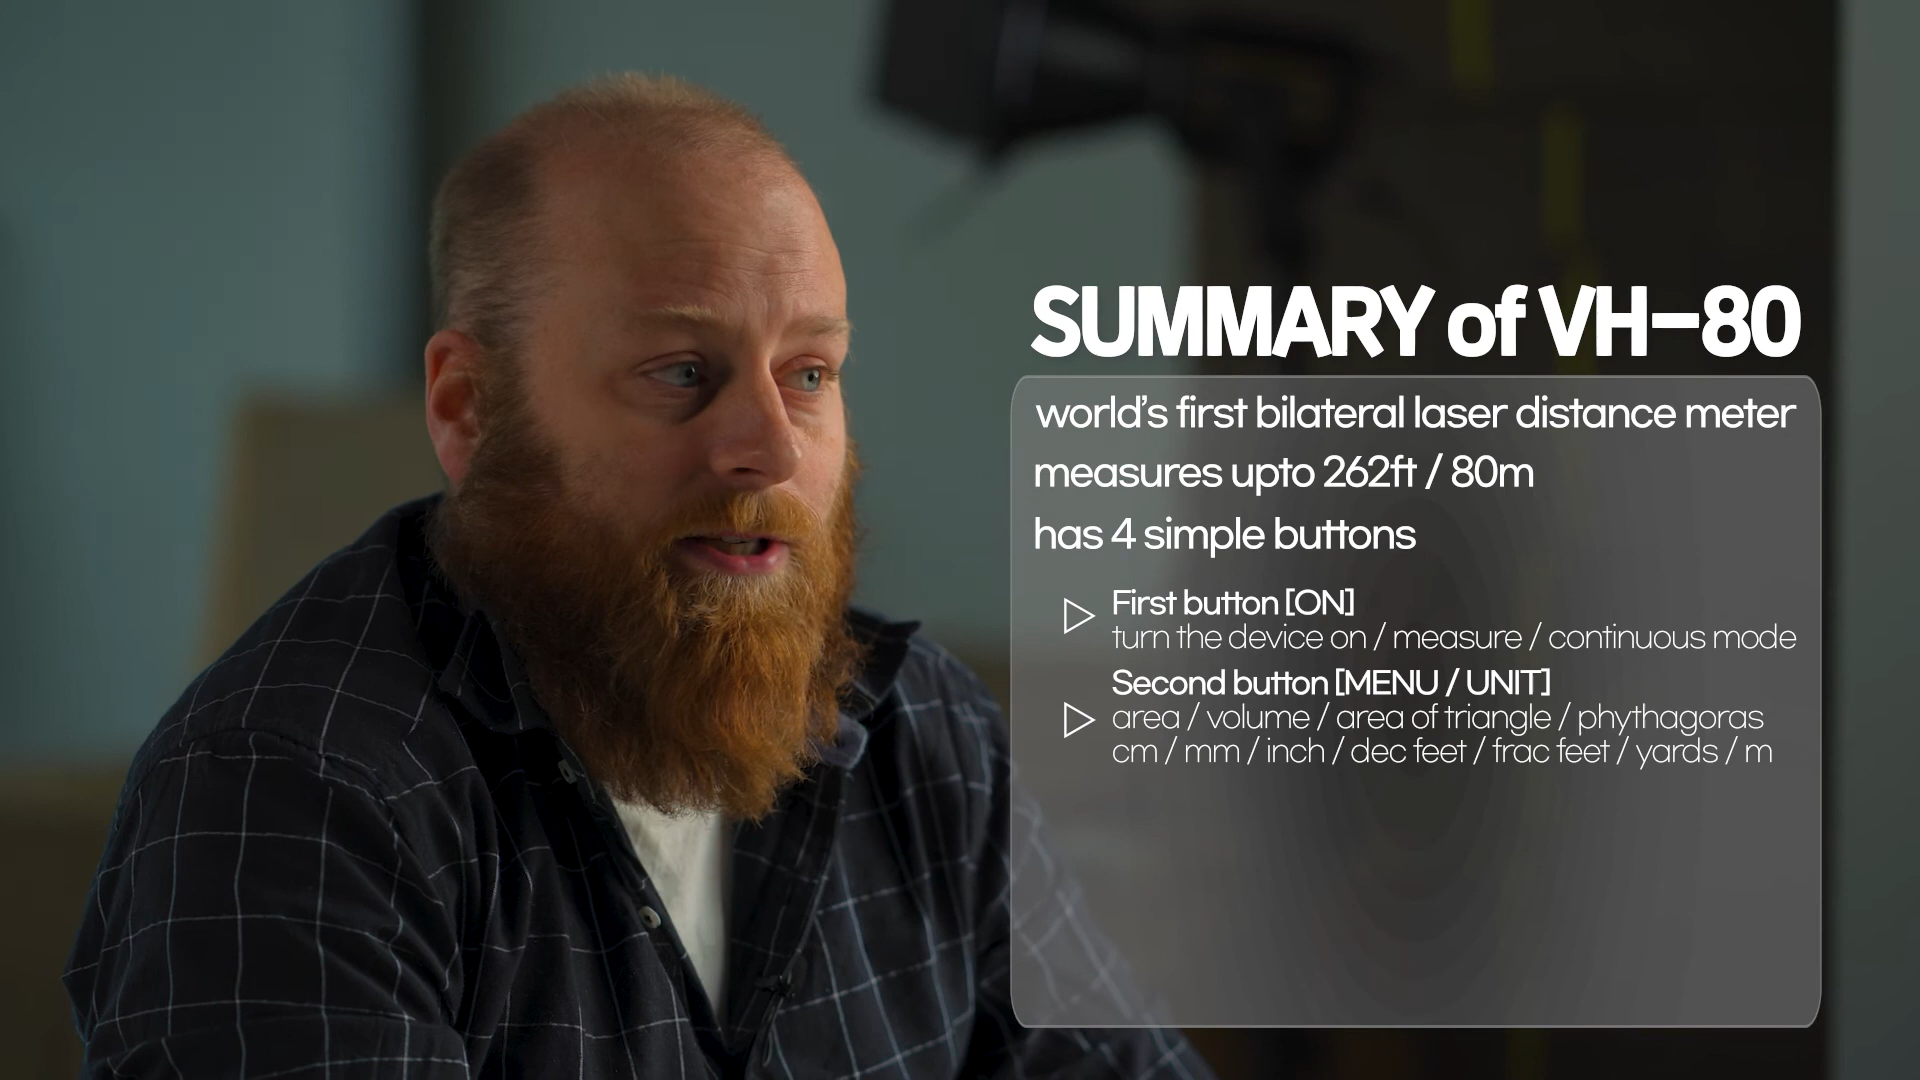 SUMMARY of VH-80
world's first bilateral laser distance meter
measures upto 262ft / 80m
has 4 simple buttons
First button [ON]
turn the device on / measure / continuous mode
Second button [MENU / UNIT]
area / volume / area of triangle / phythagoras
cm / mm / inch / dec feet / frac feet / yards / m